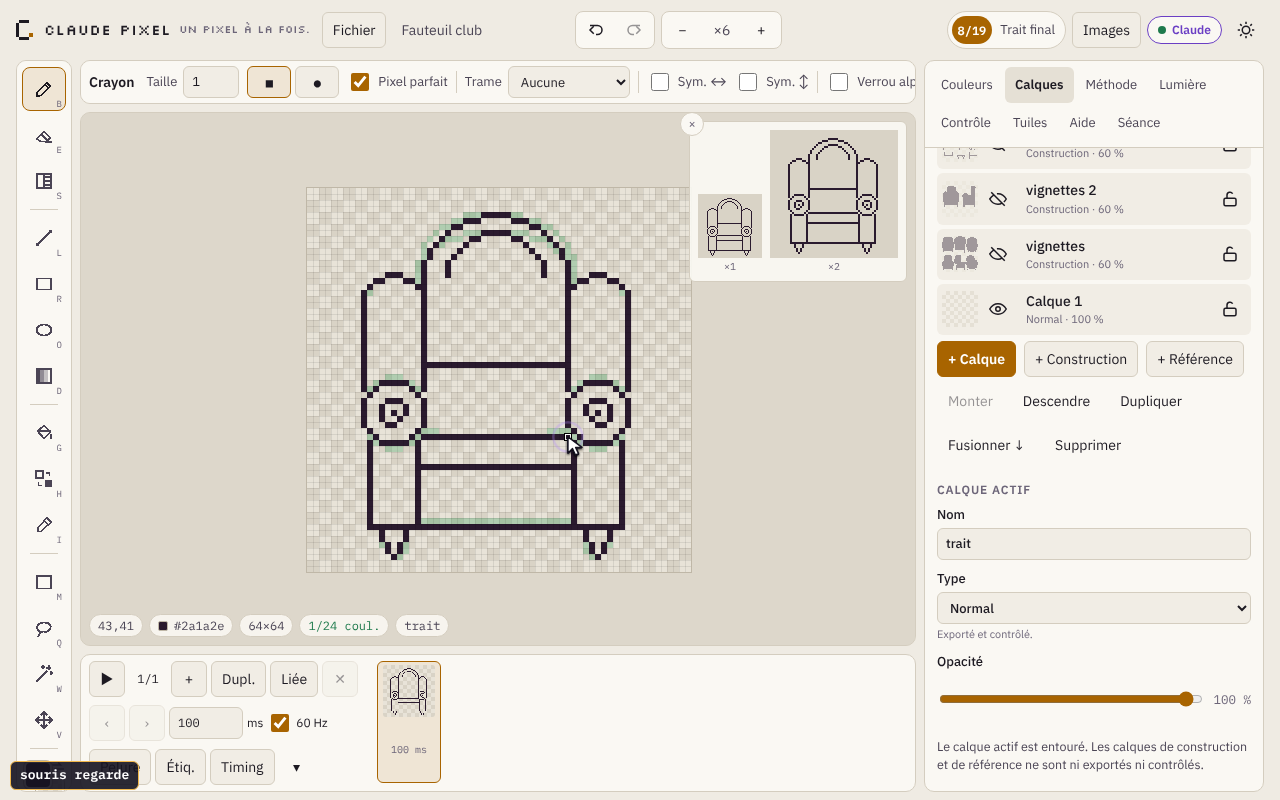 CLAUDE PIXEL UN PIXEL À LA FOIS. Fichier Fauteuil club − ×6 + 8/19 Trait final Images Claude
Crayon Taille 1 Pixel parfait Trame Aucune Sym. ↔ Sym. ↕ Verrou alp
B
E
S
L
R
O
D
G
H
I
M
Q
W
V
×
×1 ×2
43,41 #2a1a2e 64×64 1/24 coul. trait
1/1 + Dupl. Liée ×
‹ › 100 ms 60 Hz
Étiq. Timing ▼
100 ms
souris regarde
Couleurs Calques Méthode Lumière
Contrôle Tuiles Aide Séance
Construction · 60 %
vignettes 2
Construction · 60 %
vignettes
Construction · 60 %
Calque 1
Normal · 100 %
+ Calque + Construction + Référence
Monter Descendre Dupliquer
Fusionner ↓ Supprimer
CALQUE ACTIF
Nom
trait
Type
Normal
Exporté et contrôlé.
Opacité
100 %
Le calque actif est entouré. Les calques de construction
et de référence ne sont ni exportés ni contrôlés.